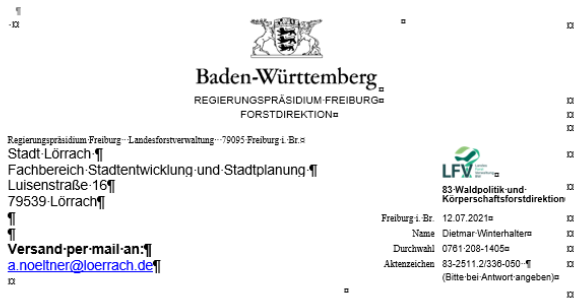 Baden-Württemberg
REGIERUNGSPRÄSIDIUM FREIBURG
FORSTDIREKTION
Regierungspräsidium Freiburg · Landesforstverwaltung · 79095 Freiburg i. Br.
Stadt Lörrach
Fachbereich Stadtentwicklung und Stadtplanung
Luisenstraße 16
79539 Lörrach
Versand per mail an:
a.noeltner@loerrach.de
LFV
83 Waldpolitik und
Körperschaftsforstdirektion
Freiburg i. Br. 12.07.2021
Name Dietmar Winterhalter
Durchwahl 0761 208-1405
Aktenzeichen 83-2511.2/336-050
(Bitte bei Antwort angeben)